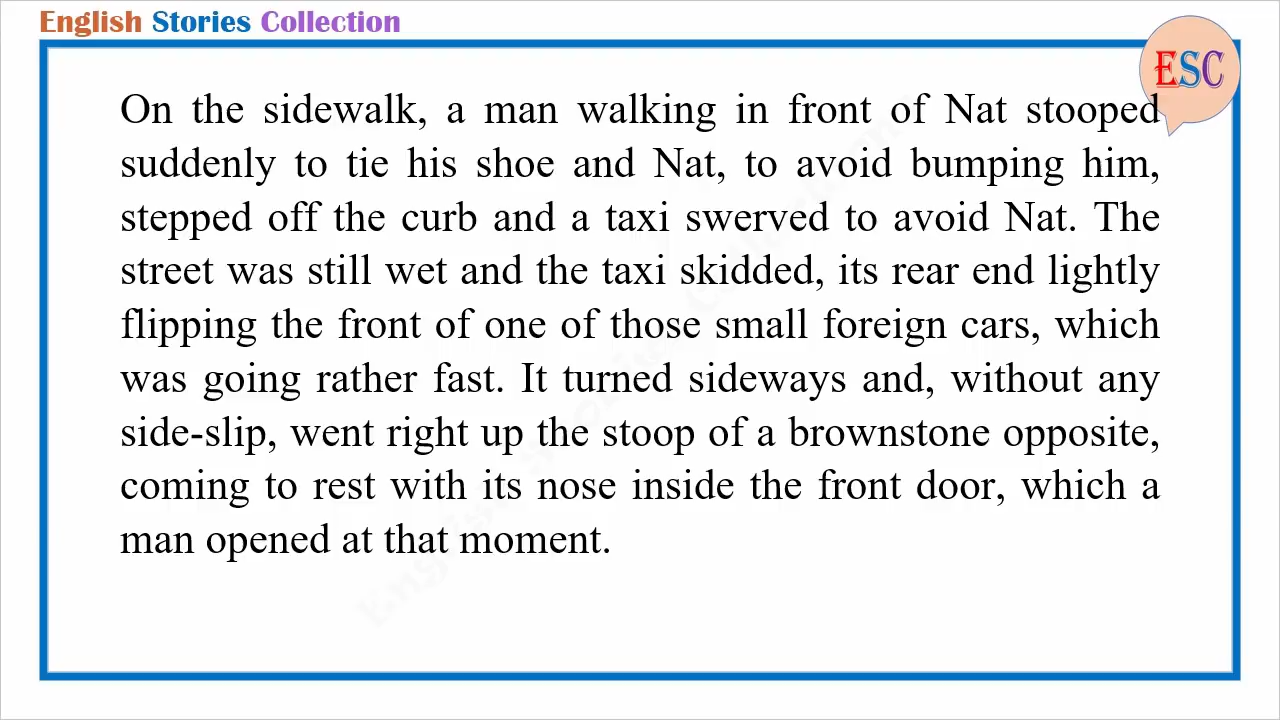 English Stories Collection
ESC
On the sidewalk, a man walking in front of Nat stooped
suddenly to tie his shoe and Nat, to avoid bumping him,
stepped off the curb and a taxi swerved to avoid Nat. The
street was still wet and the taxi skidded, its rear end lightly
flipping the front of one of those small foreign cars, which
was going rather fast. It turned sideways and, without any
side-slip, went right up the stoop of a brownstone opposite,
coming to rest with its nose inside the front door, which a
man opened at that moment.